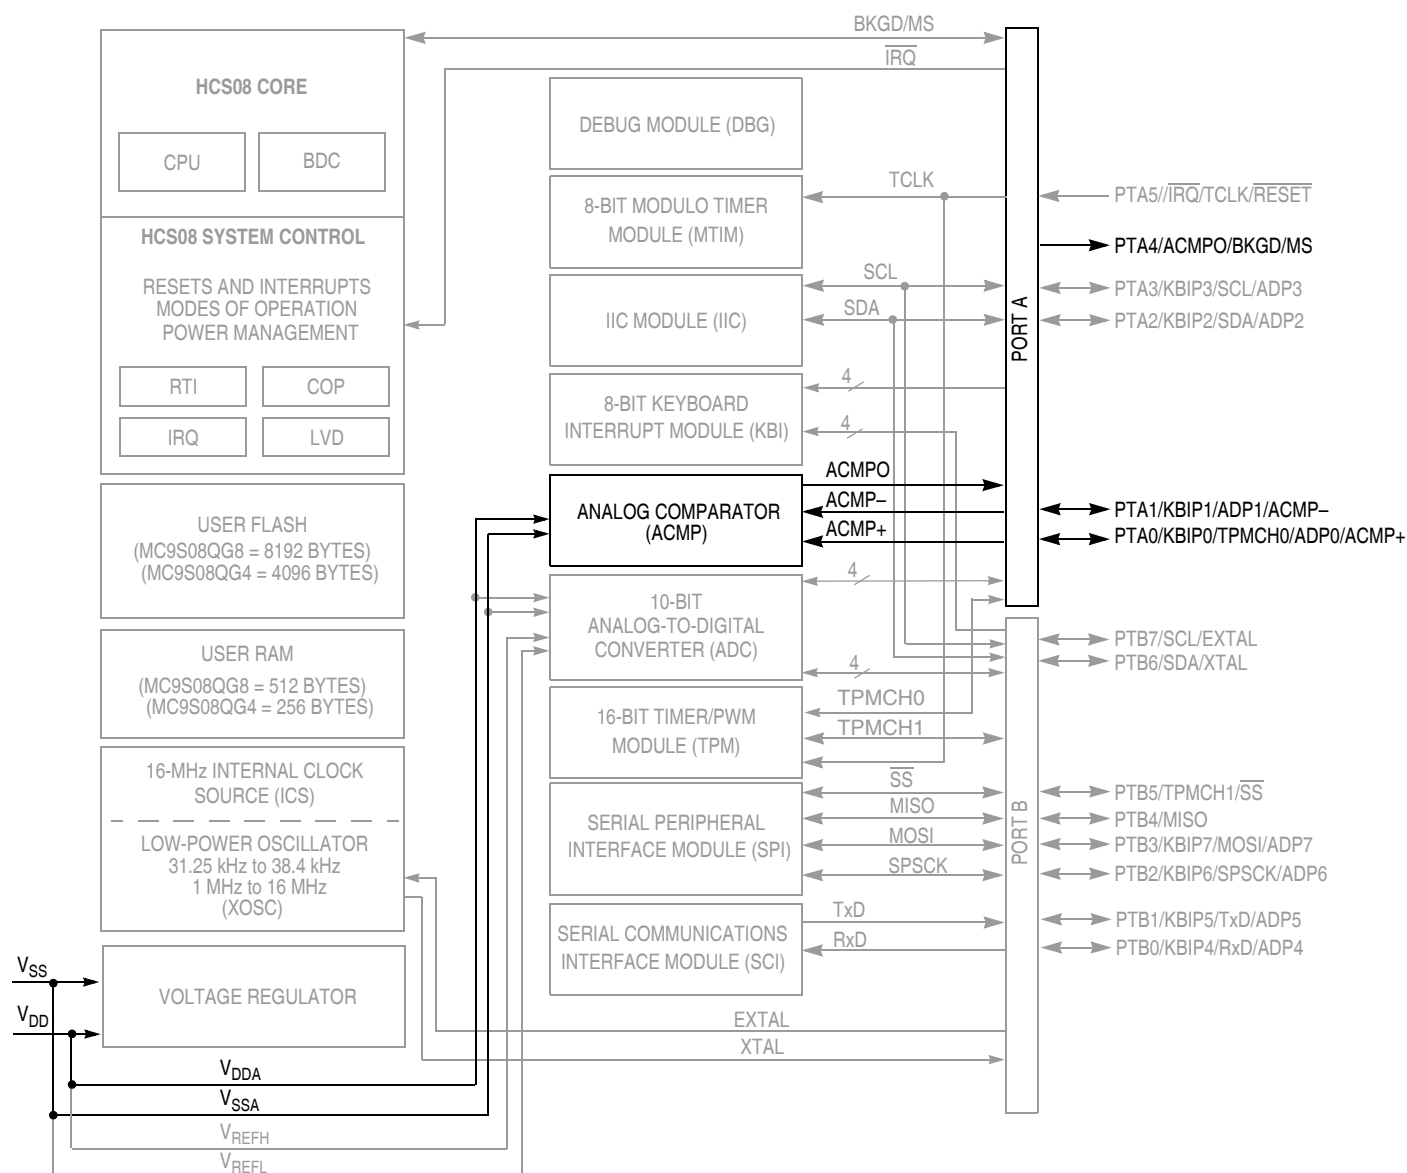 BKGD/MS
IRQ
HCS08 CORE
CPU
BDC
HCS08 SYSTEM CONTROL
RESETS AND INTERRUPTS
MODES OF OPERATION
POWER MANAGEMENT
RTI
COP
IRQ
LVD
USER FLASH
(MC9S08QG8 = 8192 BYTES)
(MC9S08QG4 = 4096 BYTES)
USER RAM
(MC9S08QG8 = 512 BYTES)
(MC9S08QG4 = 256 BYTES)
16-MHz INTERNAL CLOCK
SOURCE (ICS)
LOW-POWER OSCILLATOR
31.25 kHz to 38.4 kHz
1 MHz to 16 MHz
(XOSC)
VSS
VDD
VOLTAGE REGULATOR
VDDA
VSSA
VREFH
VREFL
DEBUG MODULE (DBG)
8-BIT MODULO TIMER
MODULE (MTIM)
TCLK
IIC MODULE (IIC)
SCL
SDA
8-BIT KEYBOARD
INTERRUPT MODULE (KBI)
4
4
ANALOG COMPARATOR
(ACMP)
ACMPO
ACMP–
ACMP+
10-BIT
ANALOG-TO-DIGITAL
CONVERTER (ADC)
4
4
16-BIT TIMER/PWM
MODULE (TPM)
TPMCH0
TPMCH1
SERIAL PERIPHERAL
INTERFACE MODULE (SPI)
SS
MISO
MOSI
SPSCK
SERIAL COMMUNICATIONS
INTERFACE MODULE (SCI)
TxD
RxD
EXTAL
XTAL
PORT A
PORT B
PTA5//IRQ/TCLK/RESET
PTA4/ACMPO/BKGD/MS
PTA3/KBIP3/SCL/ADP3
PTA2/KBIP2/SDA/ADP2
PTA1/KBIP1/ADP1/ACMP–
PTA0/KBIP0/TPMCH0/ADP0/ACMP+
PTB7/SCL/EXTAL
PTB6/SDA/XTAL
PTB5/TPMCH1/SS
PTB4/MISO
PTB3/KBIP7/MOSI/ADP7
PTB2/KBIP6/SPSCK/ADP6
PTB1/KBIP5/TxD/ADP5
PTB0/KBIP4/RxD/ADP4